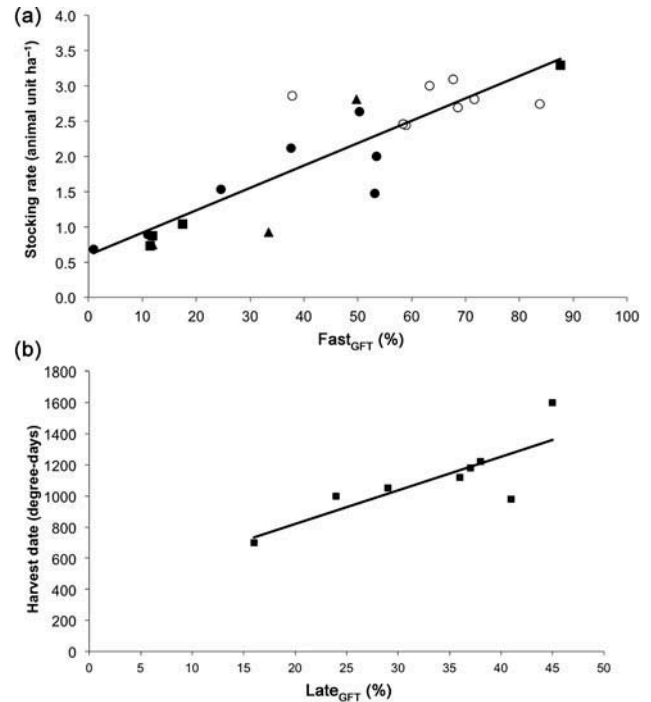 (a)
4.0
3.5
3.0
2.5
2.0
1.5
1.0
0.5
0.0
Stocking rate (animal unit ha⁻¹)
0 10 20 30 40 50 60 70 80 90 100
Fast_GFT (%)
(b)
1800
1600
1400
1200
1000
800
600
400
200
0
Harvest date (degree-days)
0 5 10 15 20 25 30 35 40 45 50
Late_GFT (%)